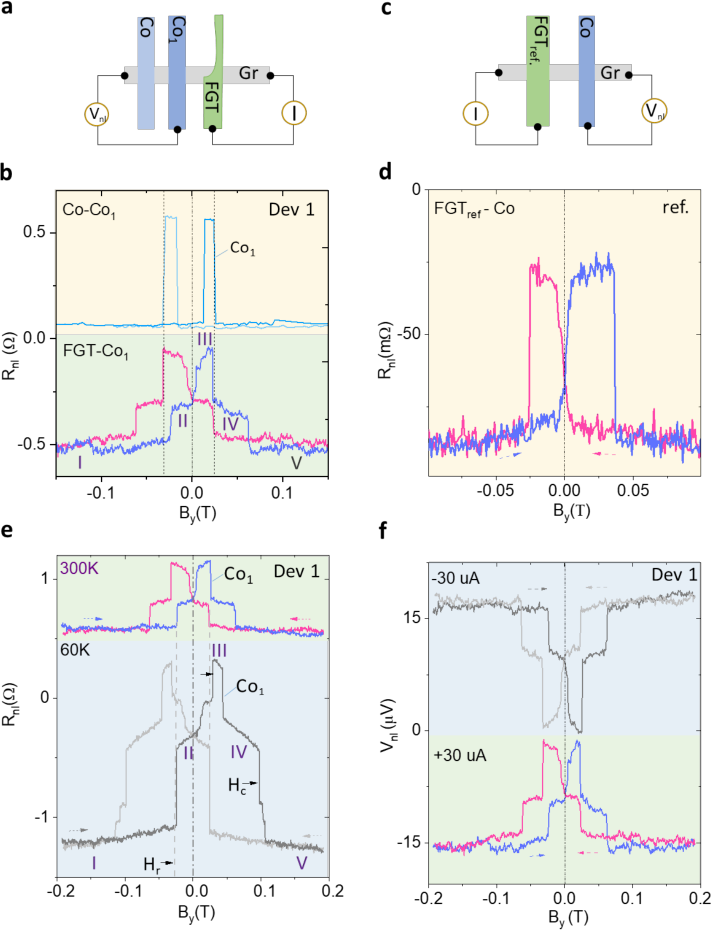 a
Co
Co1
Gr
FGT
Vnl
I
c
FGTref.
Co
Gr
I
Vnl
b
Co-Co1
Dev 1
Co1
0.5
0.0
-0.5
Rnl (Ω)
III
FGT-Co1
II
IV
I
V
-0.1
0.0
0.1
By(T)
d
0
FGTref - Co
ref.
-50
Rnl(mΩ)
-0.05
0.00
0.05
By(T)
e
300K
Co1
Dev 1
1
0
-1
Rnl(Ω)
60K
III
Co1
II
IV
Hc
I
Hr
V
-0.2
-0.1
0.0
0.1
0.2
By(T)
f
-30 uA
Dev 1
15
0
-15
Vnl (μV)
+30 uA
-0.2
-0.1
0.0
0.1
0.2
By (T)